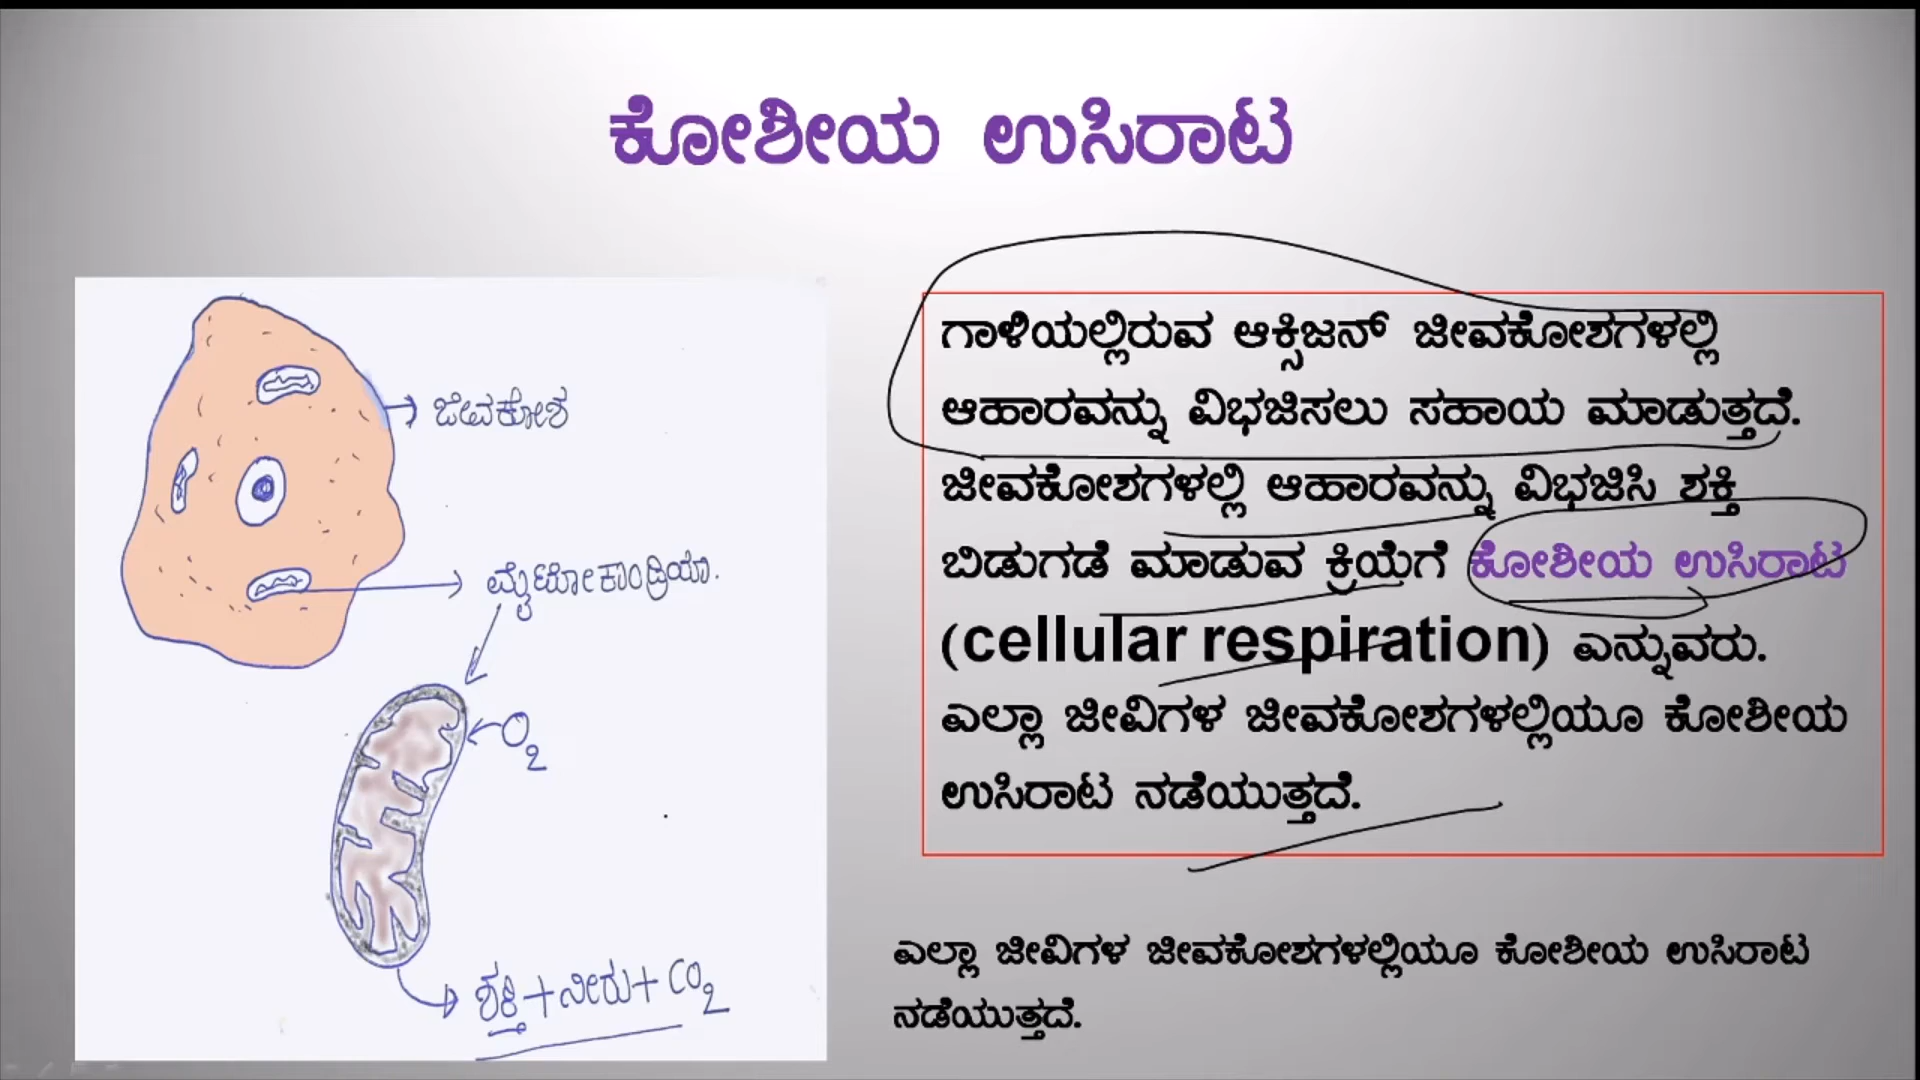 ಕೋಶೀಯ ಉಸಿರಾಟ
ಜೀವಕೋಶ
ಮೈಟೋಕಾಂಡ್ರಿಯಾ.
O2
ಶಕ್ತಿ + ನೀರು + CO2
ಗಾಳಿಯಲ್ಲಿರುವ ಆಕ್ಸಿಜನ್ ಜೀವಕೋಶಗಳಲ್ಲಿ
ಆಹಾರವನ್ನು ವಿಭಜಿಸಲು ಸಹಾಯ ಮಾಡುತ್ತದೆ.
ಜೀವಕೋಶಗಳಲ್ಲಿ ಆಹಾರವನ್ನು ವಿಭಜಿಸಿ ಶಕ್ತಿ
ಬಿಡುಗಡೆ ಮಾಡುವ ಕ್ರಿಯೆಗೆ ಕೋಶೀಯ ಉಸಿರಾಟ
(cellular respiration) ಎನ್ನುವರು.
ಎಲ್ಲಾ ಜೀವಿಗಳ ಜೀವಕೋಶಗಳಲ್ಲಿಯೂ ಕೋಶೀಯ
ಉಸಿರಾಟ ನಡೆಯುತ್ತದೆ.
ಎಲ್ಲಾ ಜೀವಿಗಳ ಜೀವಕೋಶಗಳಲ್ಲಿಯೂ ಕೋಶೀಯ ಉಸಿರಾಟ
ನಡೆಯುತ್ತದೆ.